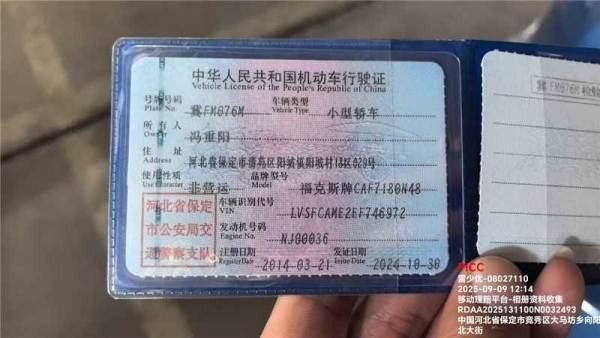 中华人民共和国机动车行驶证
Vehicle License of the People's Republic of China
号牌号码 冀FM076M 车辆类型 小型轿车
Plate No. Vehicle Type
所有人 冯重阳
Owner
住址 河北省保定市清苑区阳城镇阳城村13区029号
Address
使用性质 非营运 品牌型号 福克斯牌CAF7180N48
Use Character Model
河北省保定
市公安局交
通警察支队
车辆识别代号 LVSFCAME2EF746972
VIN
发动机号码 NJ00036
Engine No.
注册日期 2014-03-21 发证日期 2024-10-30
Register Date Issue Date
冀FM076M
HCC
雷少优-08027110
2025-09-09 12:14
移动理赔平台-相册资料收集
RDAA2025131100N0032493
中国河北省保定市竞秀区大马坊乡向阳
北大街